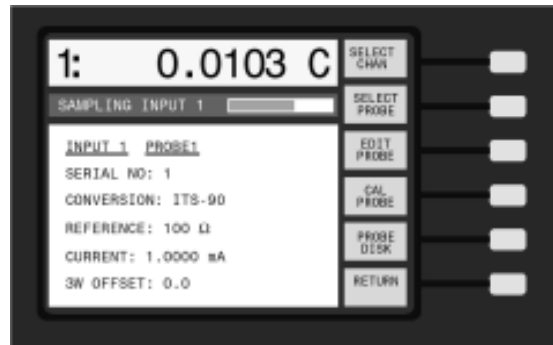 1: 0.0103 C
SAMPLING INPUT 1
INPUT 1 PROBE1
SERIAL NO: 1
CONVERSION: ITS-90
REFERENCE: 100 Ω
CURRENT: 1.0000 mA
3W OFFSET: 0.0
SELECT
CHAN
SELECT
PROBE
EDIT
PROBE
CAL
PROBE
PROBE
DISK
RETURN